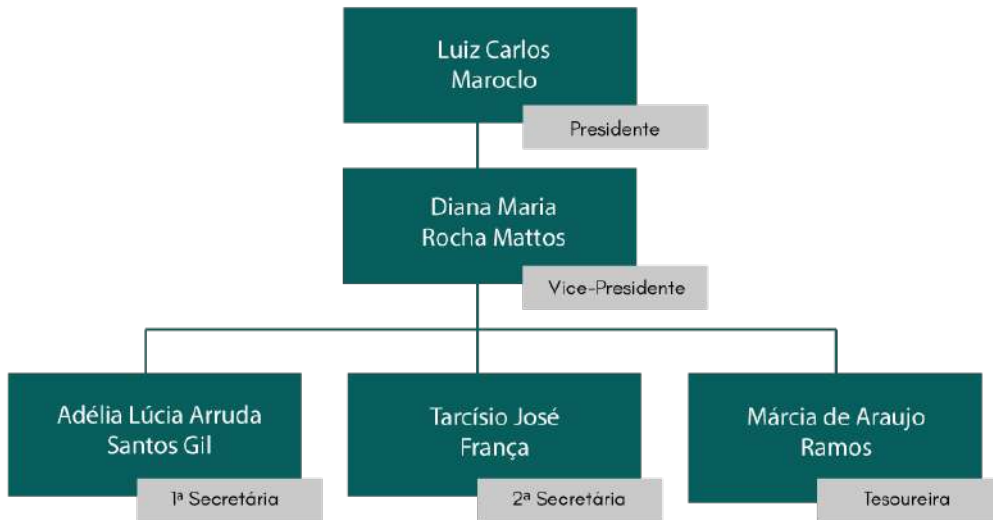 Luiz Carlos
Maroclo
Presidente
Diana Maria
Rocha Mattos
Vice-Presidente
Adélia Lúcia Arruda
Santos Gil
1ª Secretária
Tarcísio José
França
2ª Secretária
Márcia de Araujo
Ramos
Tesoureira